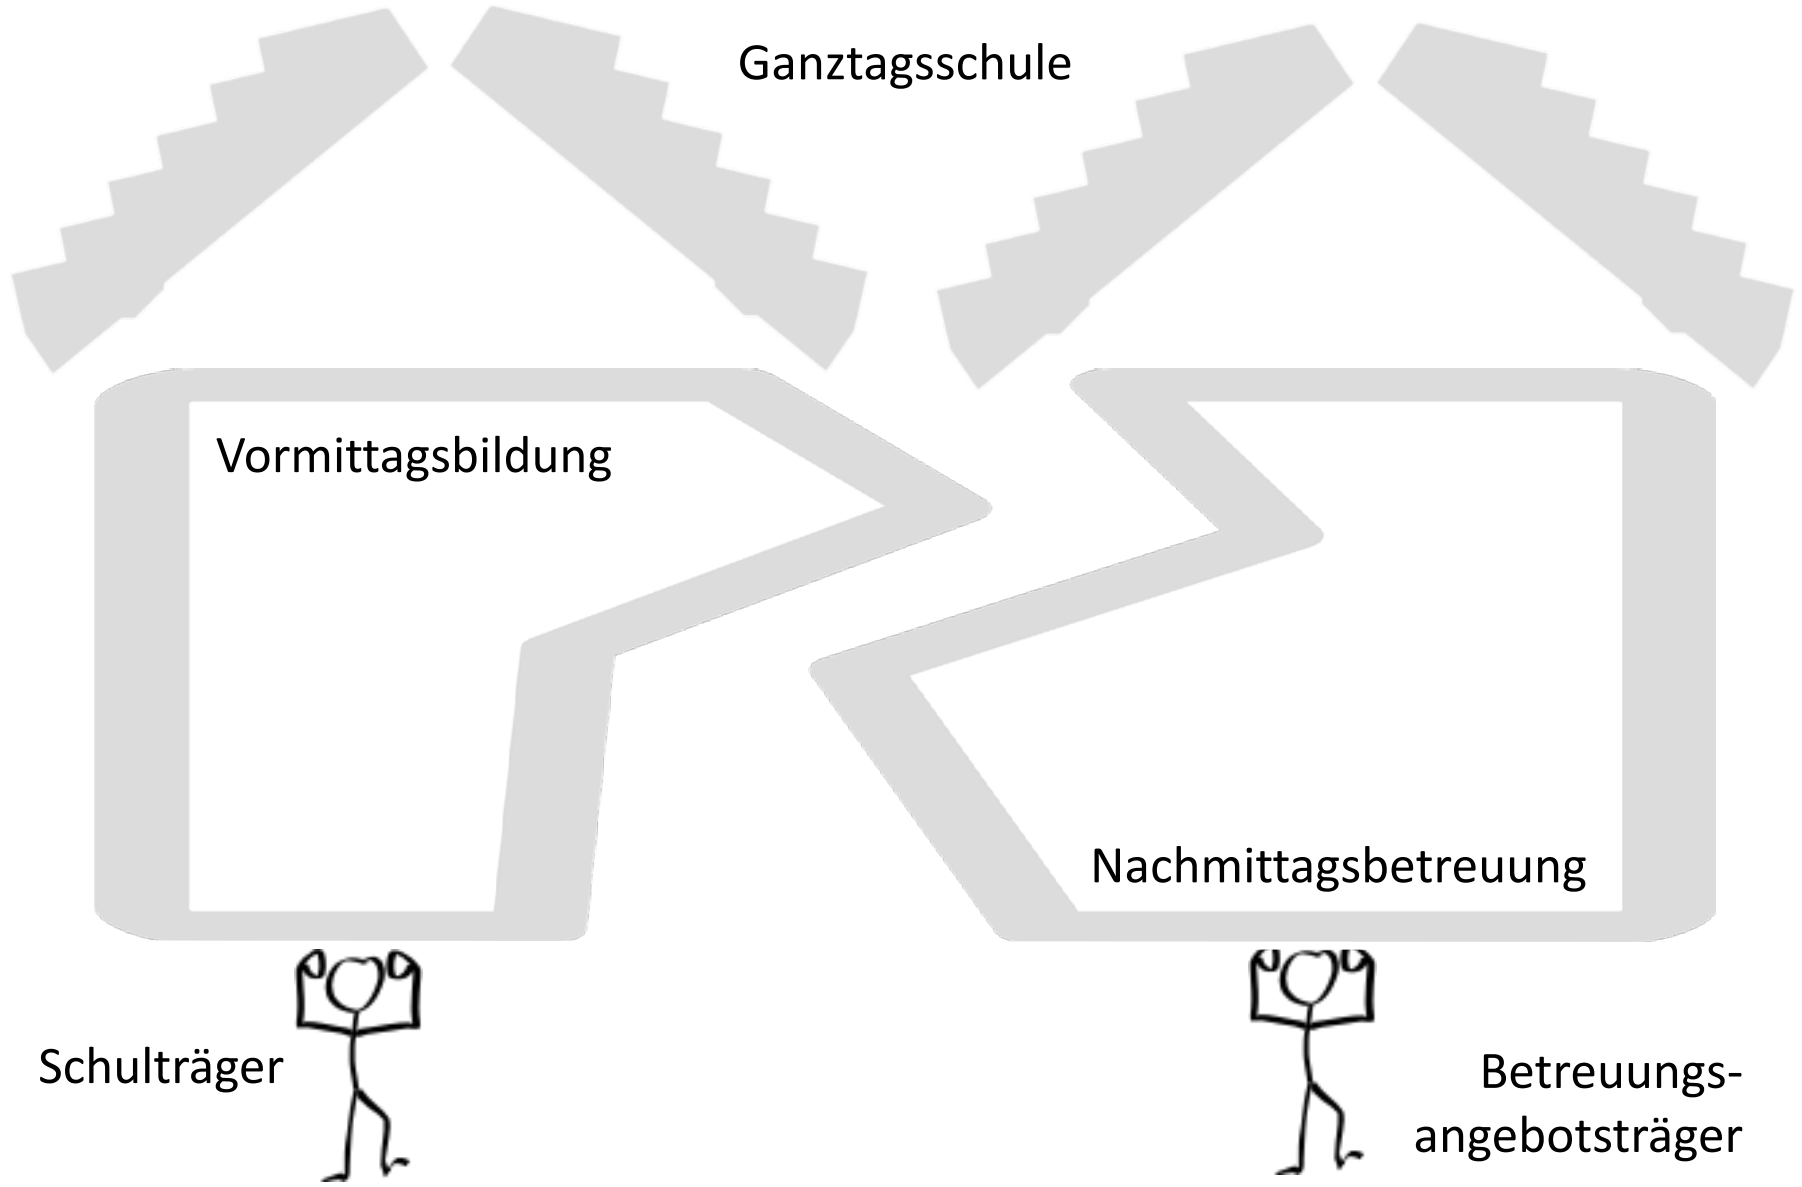 Ganztagsschule
Vormittagsbildung
Nachmittagsbetreuung
Schulträger
Betreuungs-
angebotsträger